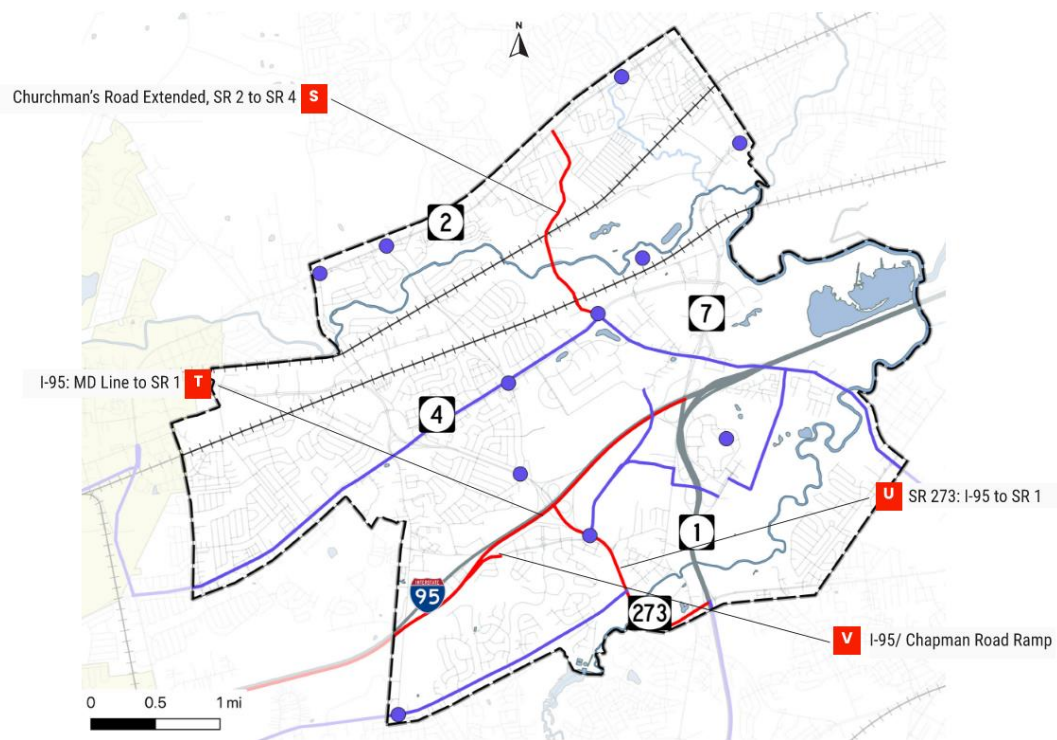 N
Churchman's Road Extended, SR 2 to SR 4 S
2
7
I-95: MD Line to SR 1 T
4
U SR 273: I-95 to SR 1
1
INTERSTATE
95
273
V I-95/ Chapman Road Ramp
0 0.5 1 mi